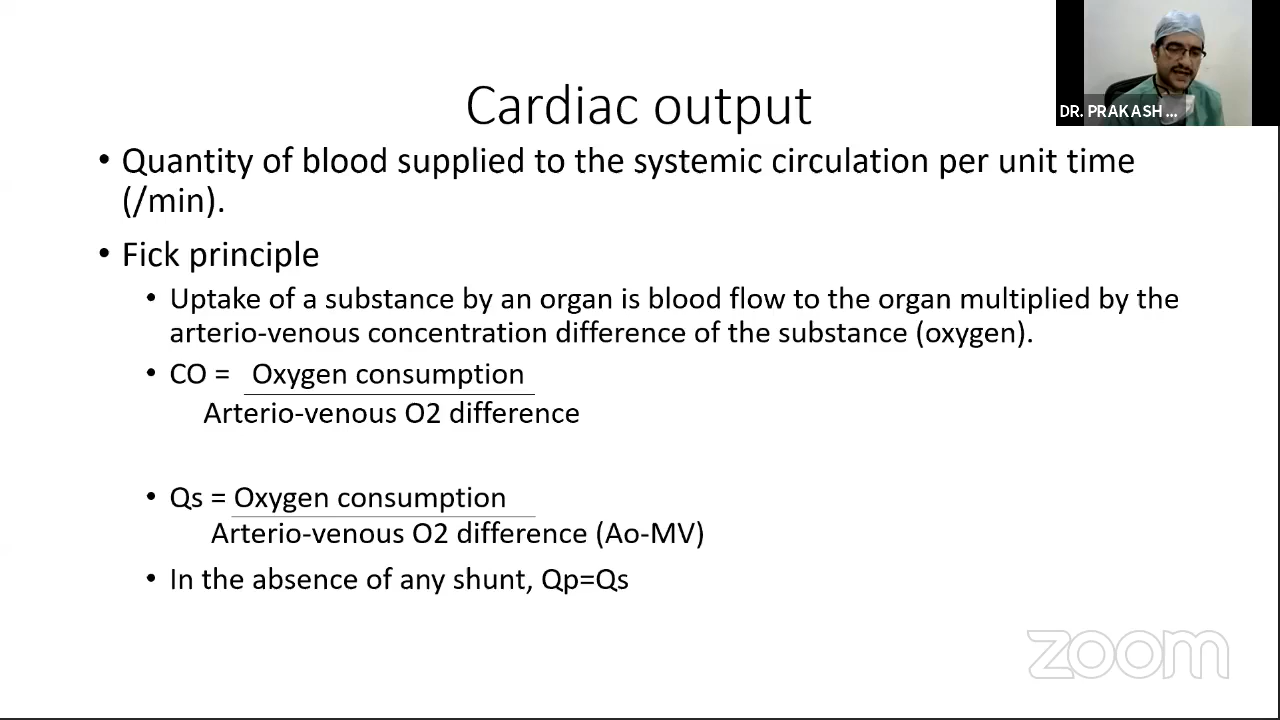 Cardiac output
• Quantity of blood supplied to the systemic circulation per unit time
(/min).
• Fick principle
• Uptake of a substance by an organ is blood flow to the organ multiplied by the
arterio-venous concentration difference of the substance (oxygen).
• CO = Oxygen consumption
Arterio-venous O2 difference
• Qs = Oxygen consumption
Arterio-venous O2 difference (Ao-MV)
• In the absence of any shunt, Qp=Qs
DR. PRAKASH ...
zoom